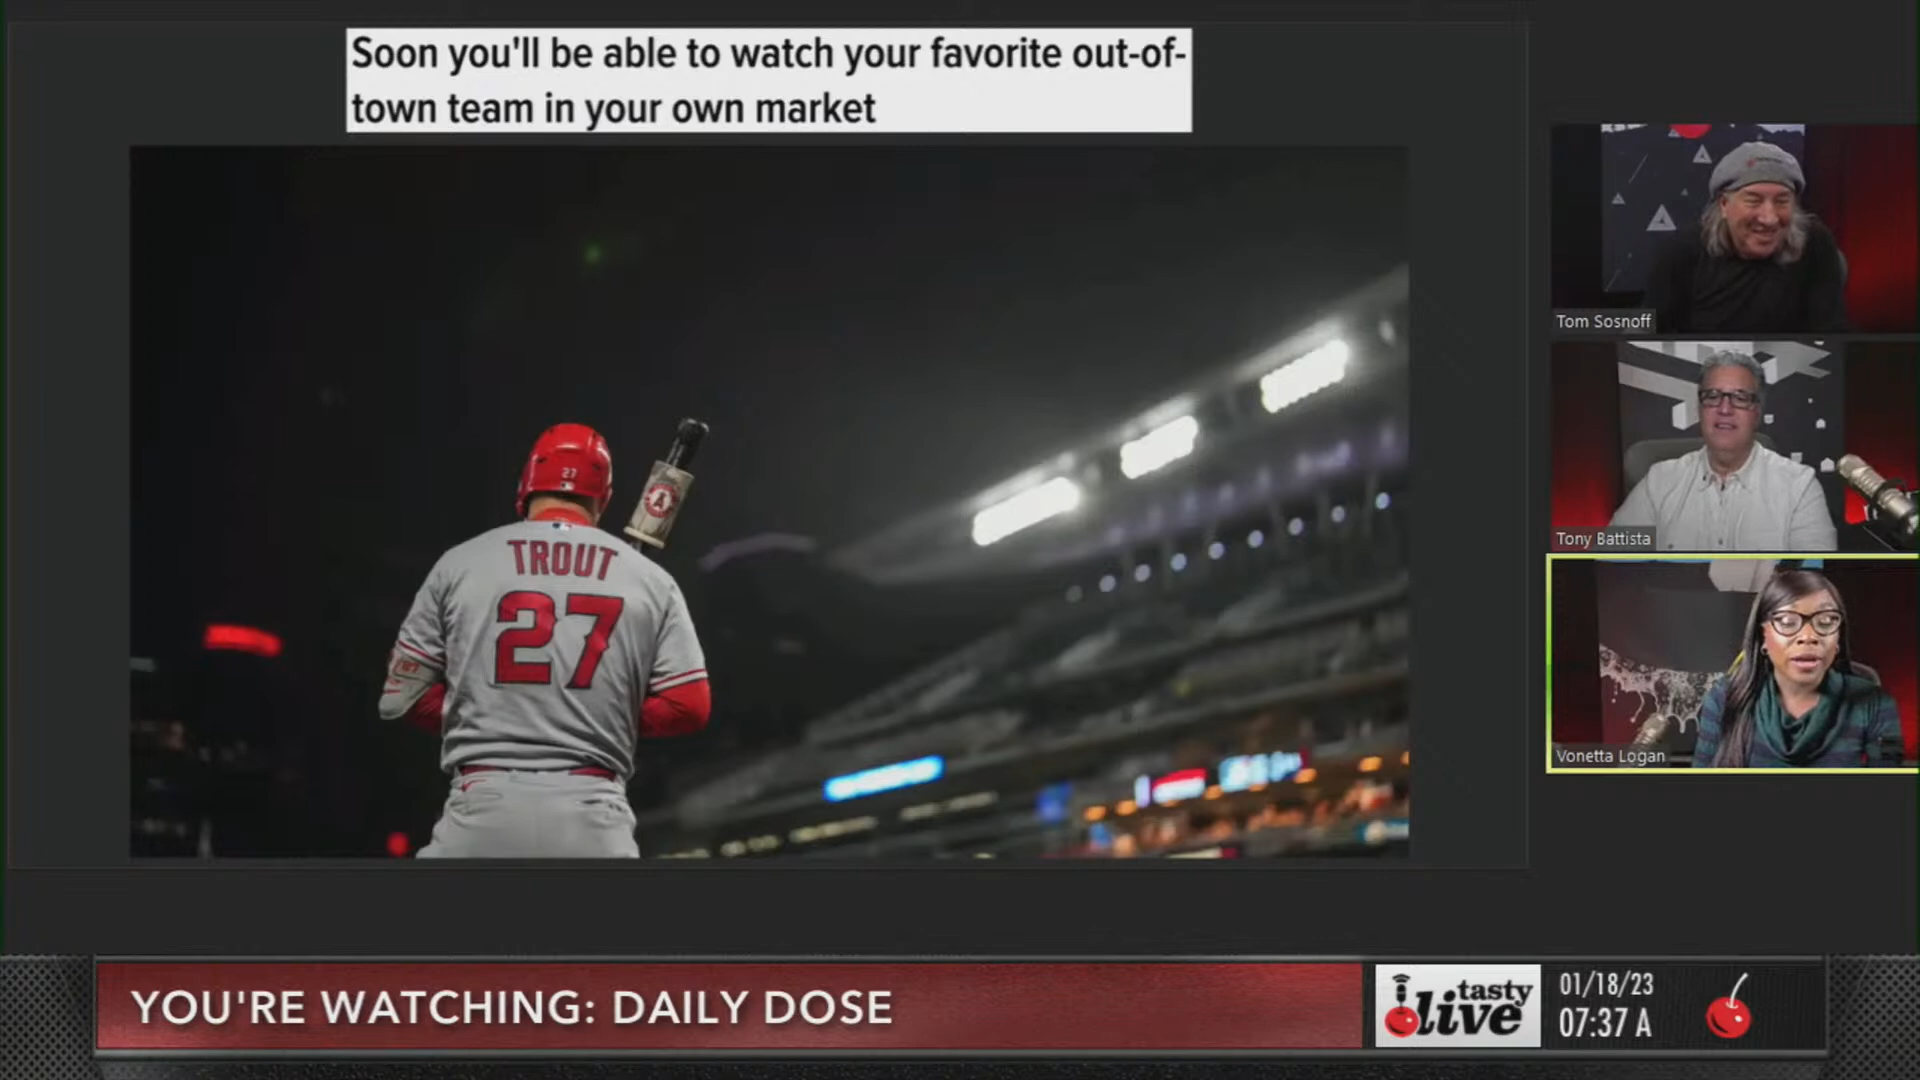 Soon you'll be able to watch your favorite out-of-
town team in your own market
27
A
TROUT
27
Tom Sosnoff
Tony Battista
Vonetta Logan
YOU'RE WATCHING: DAILY DOSE
tasty
live
01/18/23
07:37 A